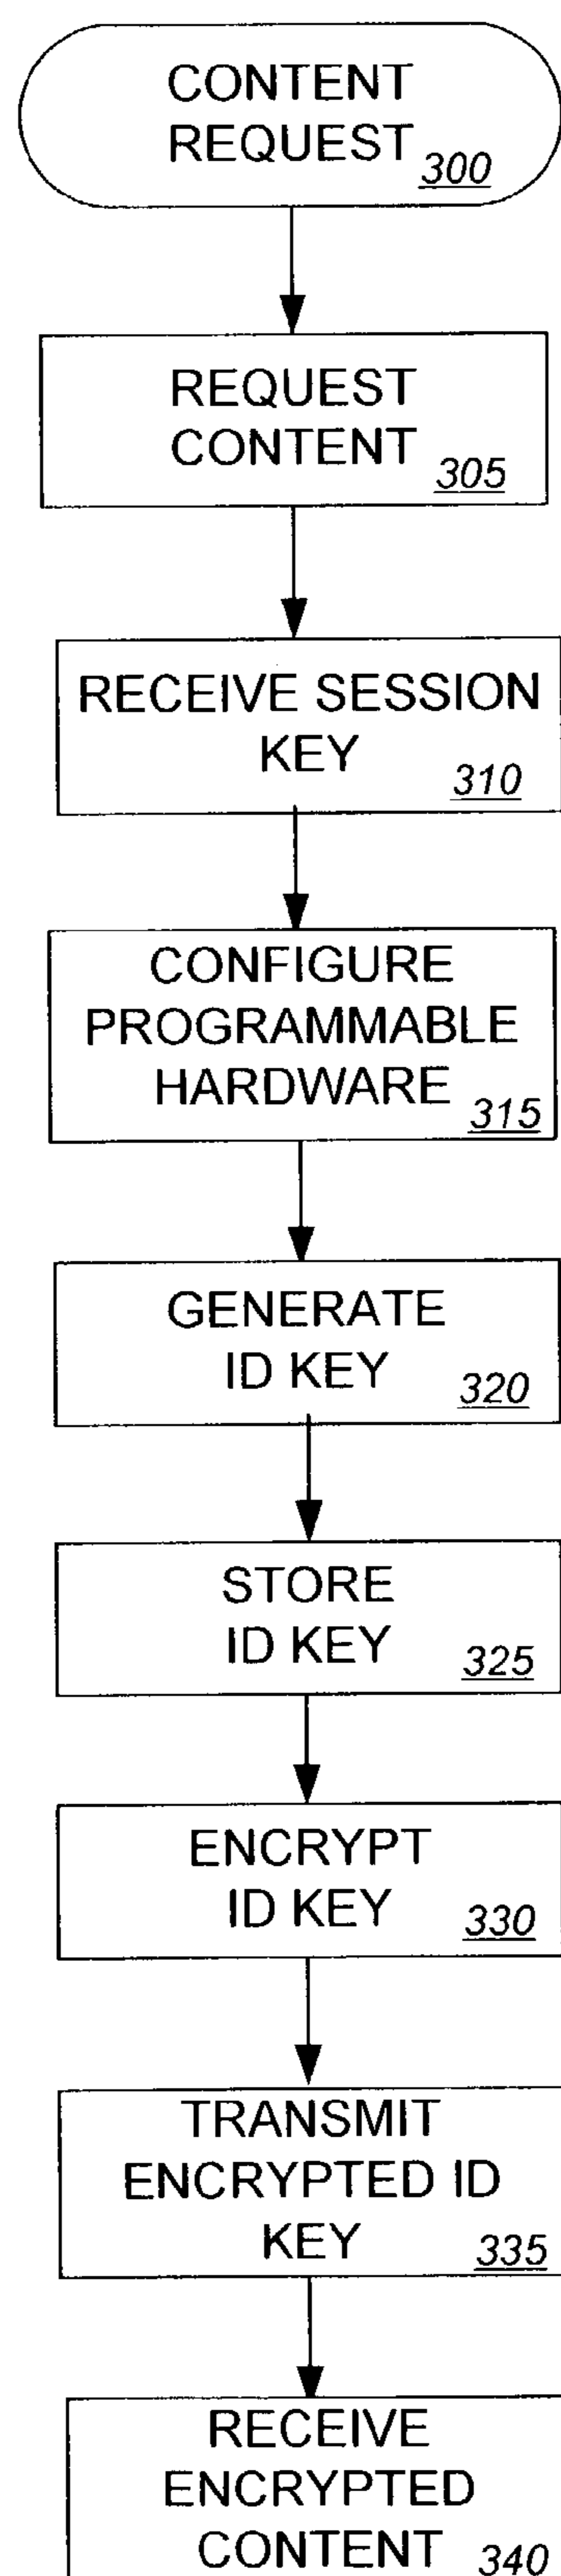 CONTENT
REQUEST 300
REQUEST
CONTENT 305
RECEIVE SESSION
KEY 310
CONFIGURE
PROGRAMMABLE
HARDWARE 315
GENERATE
ID KEY 320
STORE
ID KEY 325
ENCRYPT
ID KEY 330
TRANSMIT
ENCRYPTED ID
KEY 335
RECEIVE
ENCRYPTED
CONTENT 340